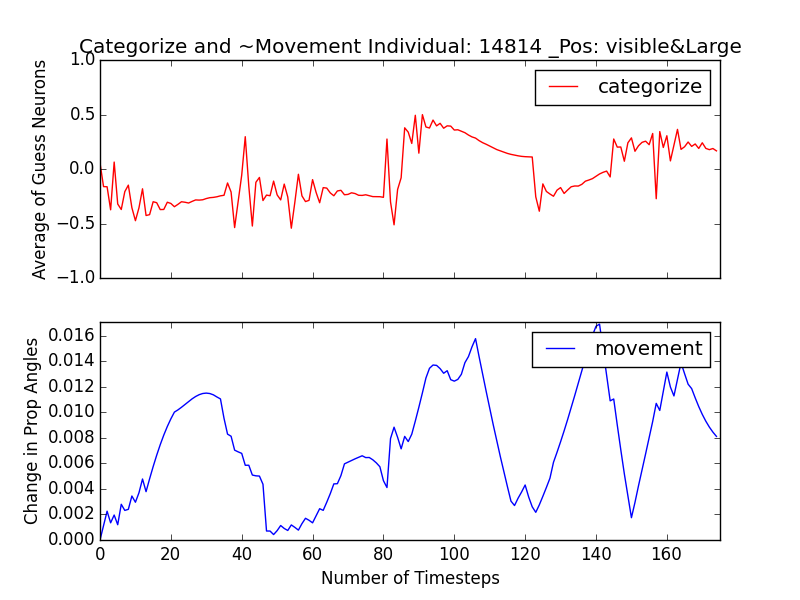 Categorize and ~Movement Individual: 14814 _Pos: visible&Large
1.0
0.5
0.0
−0.5
−1.0
Average of Guess Neurons
categorize
0.016
0.014
0.012
0.010
0.008
0.006
0.004
0.002
0.000
Change in Prop Angles
movement
0 20 40 60 80 100 120 140 160
Number of Timesteps